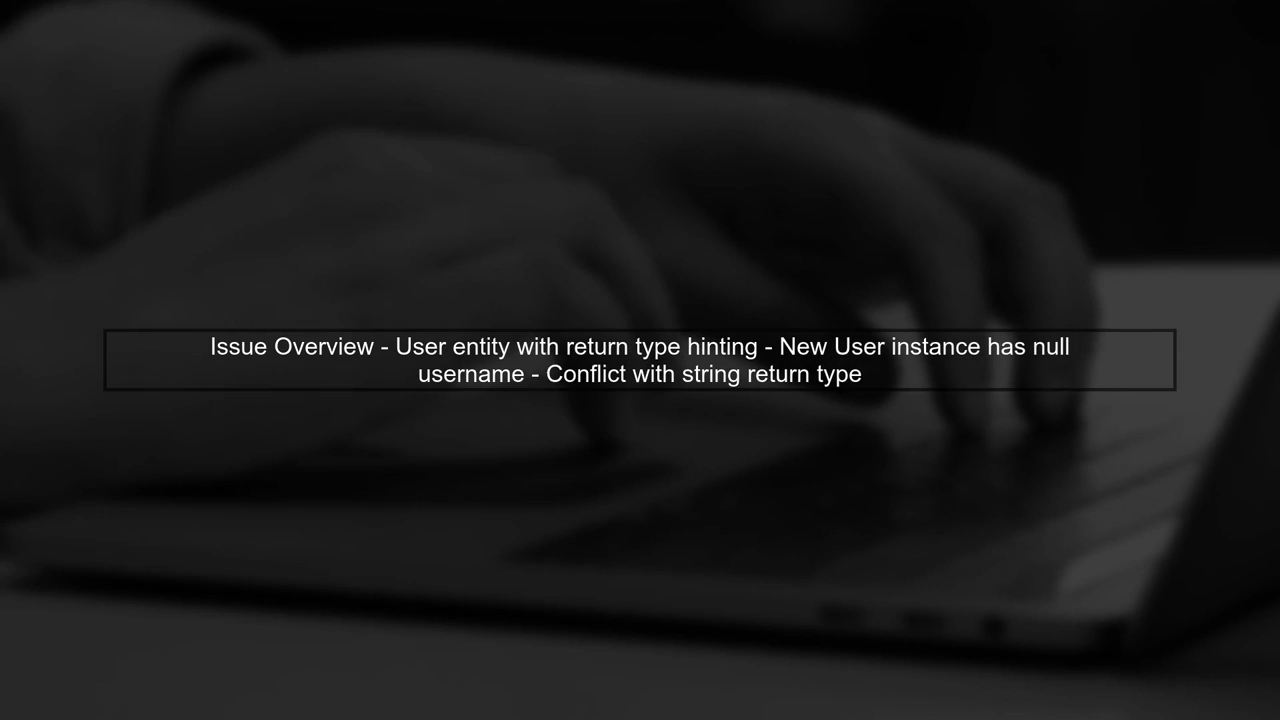 Issue Overview - User entity with return type hinting - New User instance has null
username - Conflict with string return type